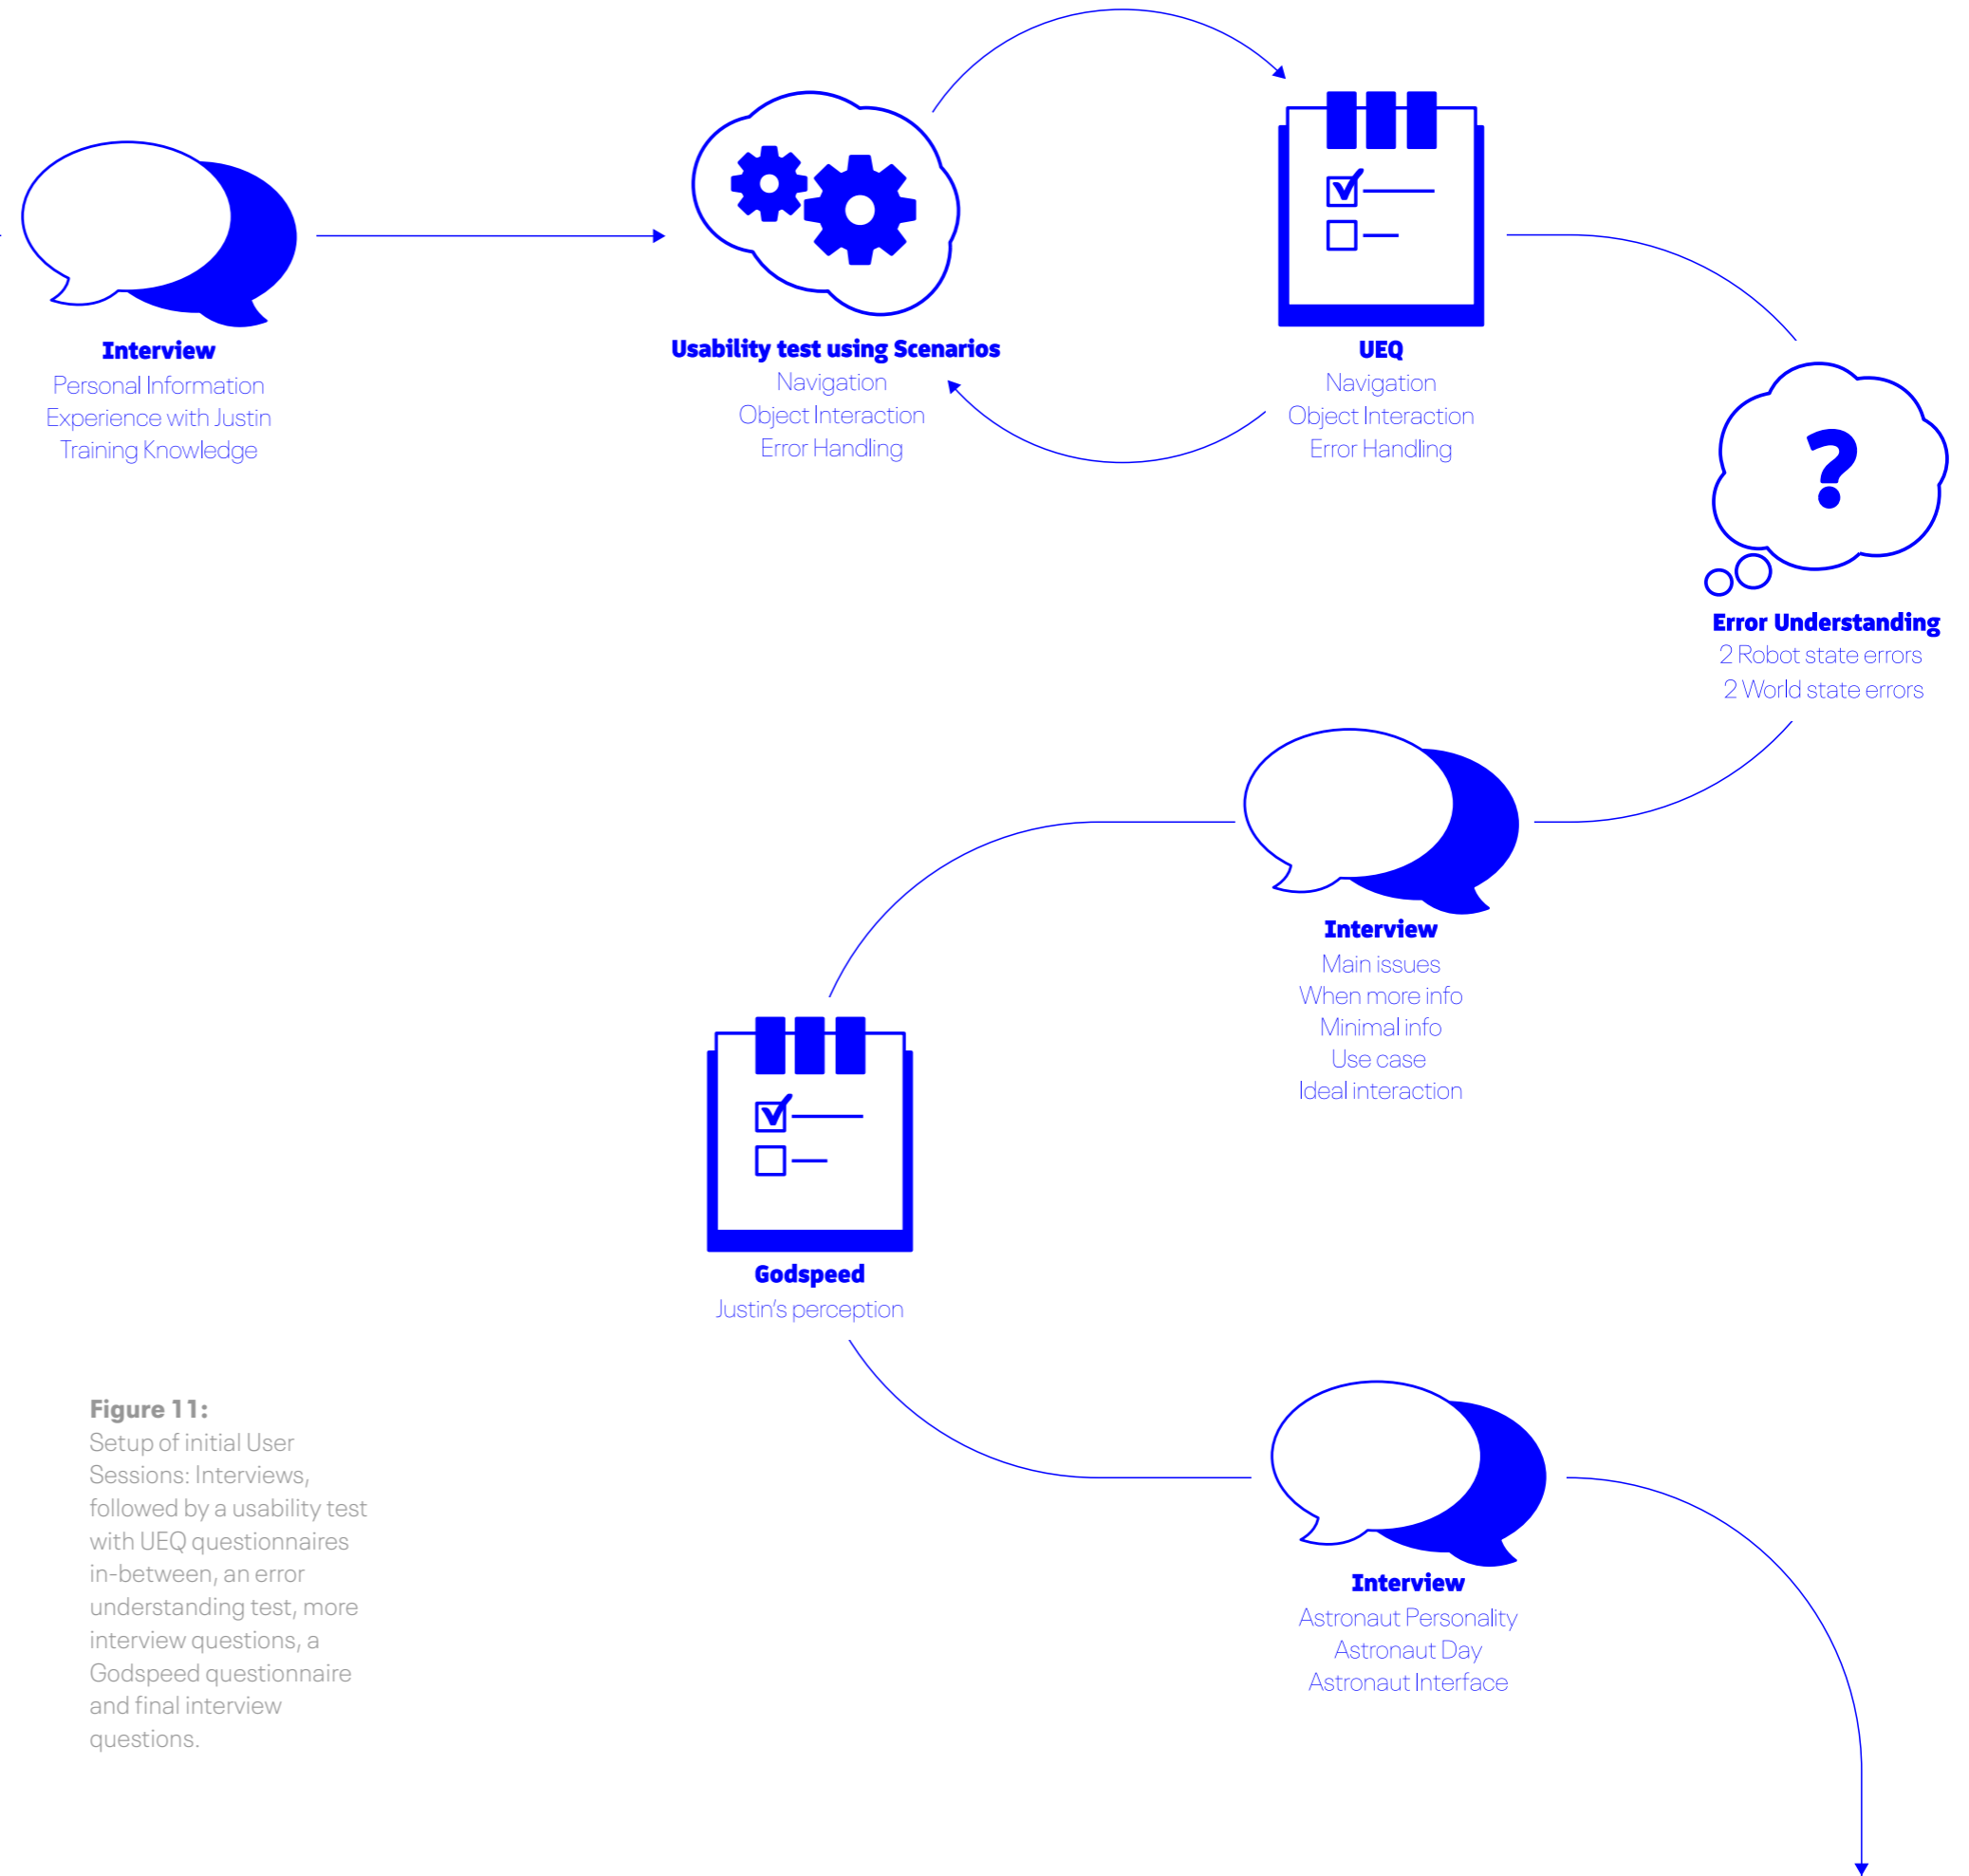 Interview
Personal Information
Experience with Justin
Training Knowledge
Usability test using Scenarios
Navigation
Object Interaction
Error Handling
UEQ
Navigation
Object Interaction
Error Handling
?
Error Understanding
2 Robot state errors
2 World state errors
Interview
Main issues
When more info
Minimal info
Use case
Ideal interaction
Godspeed
Justin's perception
Interview
Astronaut Personality
Astronaut Day
Astronaut Interface
Figure 11:
Setup of initial User
Sessions: Interviews,
followed by a usability test
with UEQ questionnaires
in-between, an error
understanding test, more
interview questions, a
Godspeed questionnaire
and final interview
questions.